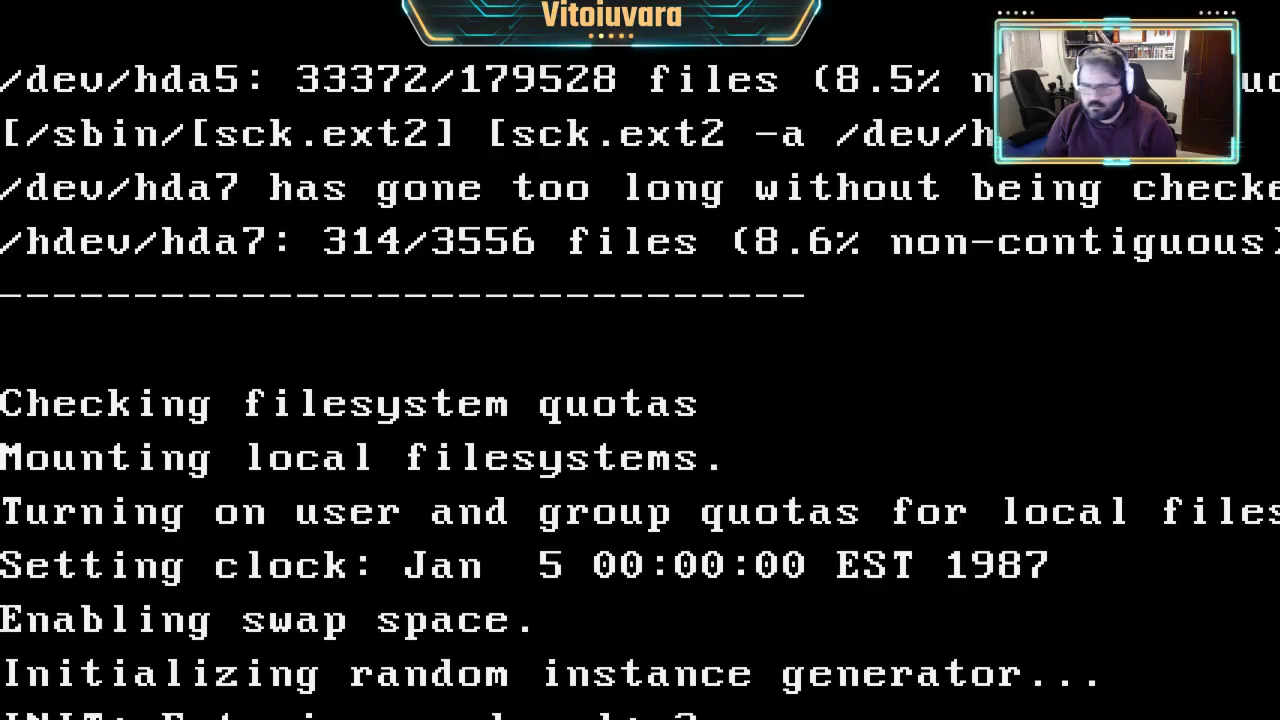 Vitoiuvara
/dev/hda5: 33372/179528 files (8.5%
[/sbin/[sck.ext2] [sck.ext2 -a /dev/h
/dev/hda7 has gone too long without being checke
/hdev/hda7: 314/3556 files (8.6% non-contiguous)
------------------------------
Checking filesystem quotas
Mounting local filesystems.
Turning on user and group quotas for local files
Setting clock: Jan  5 00:00:00 EST 1987
Enabling swap space.
Initializing random instance generator...